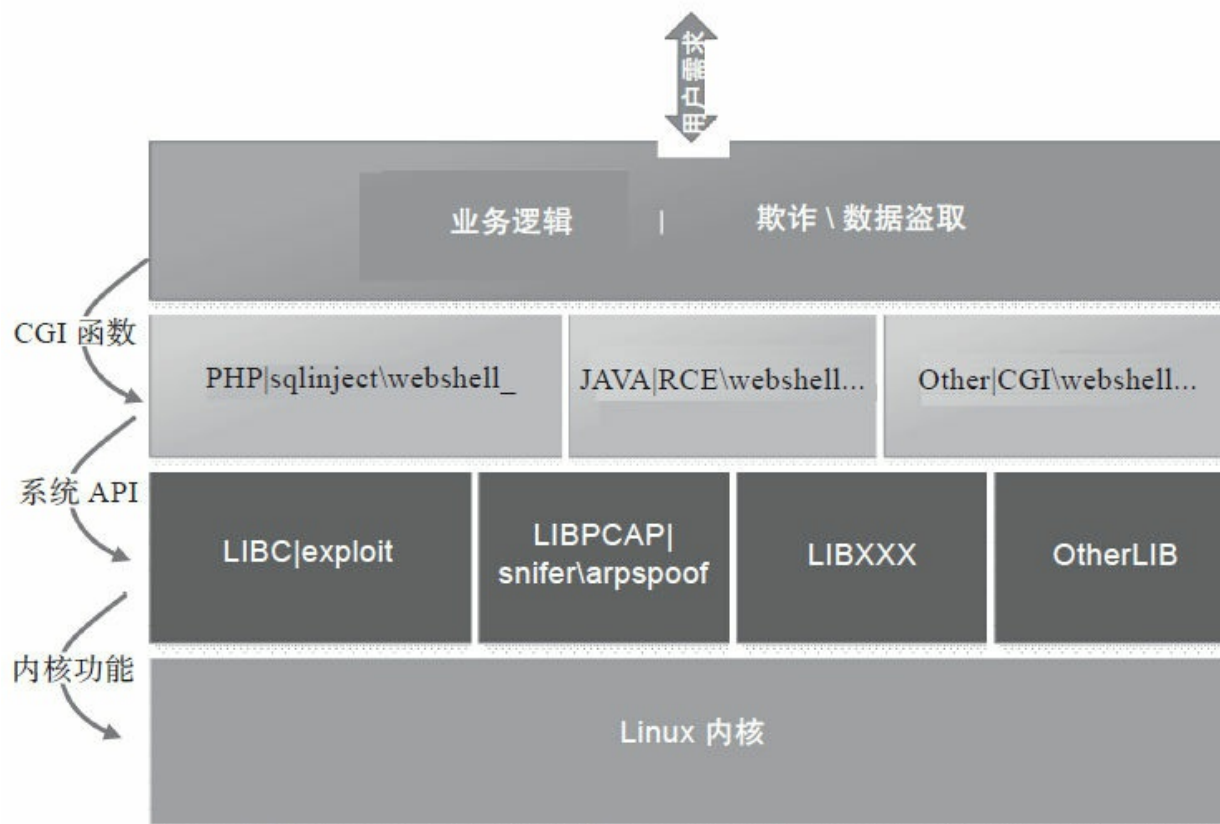 用户需求
业务逻辑 | 欺诈 \ 数据盗取
CGI 函数
PHP|sqlinject\webshell_
JAVA|RCE\webshell...
Other|CGI\webshell...
系统 API
LIBC|exploit
LIBPCAP|
snifer\arpspoof
LIBXXX
OtherLIB
内核功能
Linux 内核